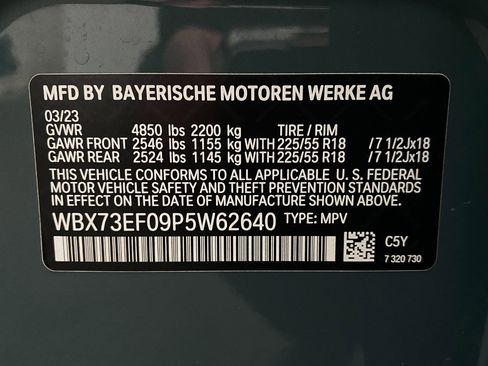 MFD BY BAYERISCHE MOTOREN WERKE AG
03/23
GVWR 4850 lbs 2200 kg TIRE / RIM
GAWR FRONT 2546 lbs 1155 kg WITH 225/55 R18 /7 1/2Jx18
GAWR REAR 2524 lbs 1145 kg WITH 225/55 R18 /7 1/2Jx18
THIS VEHICLE CONFORMS TO ALL APPLICABLE U. S. FEDERAL
MOTOR VEHICLE SAFETY BUMPER, AND THEFT PREVENTION
STANDARDS IN EFFECT ON THE DATE OF MANUFACTURE SHOWN ABOVE.
WBX73EF09P5W62640 TYPE: MPV
C5Y
7 320 730